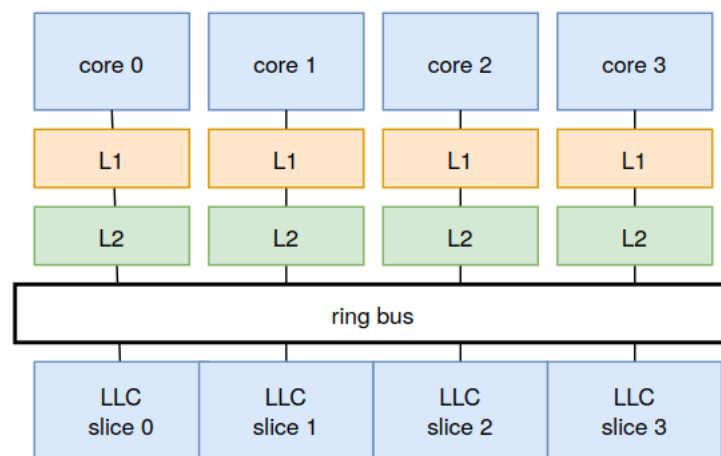 core 0
core 1
core 2
core 3
L1
L1
L1
L1
L2
L2
L2
L2
ring bus
LLC
slice 0
LLC
slice 1
LLC
slice 2
LLC
slice 3